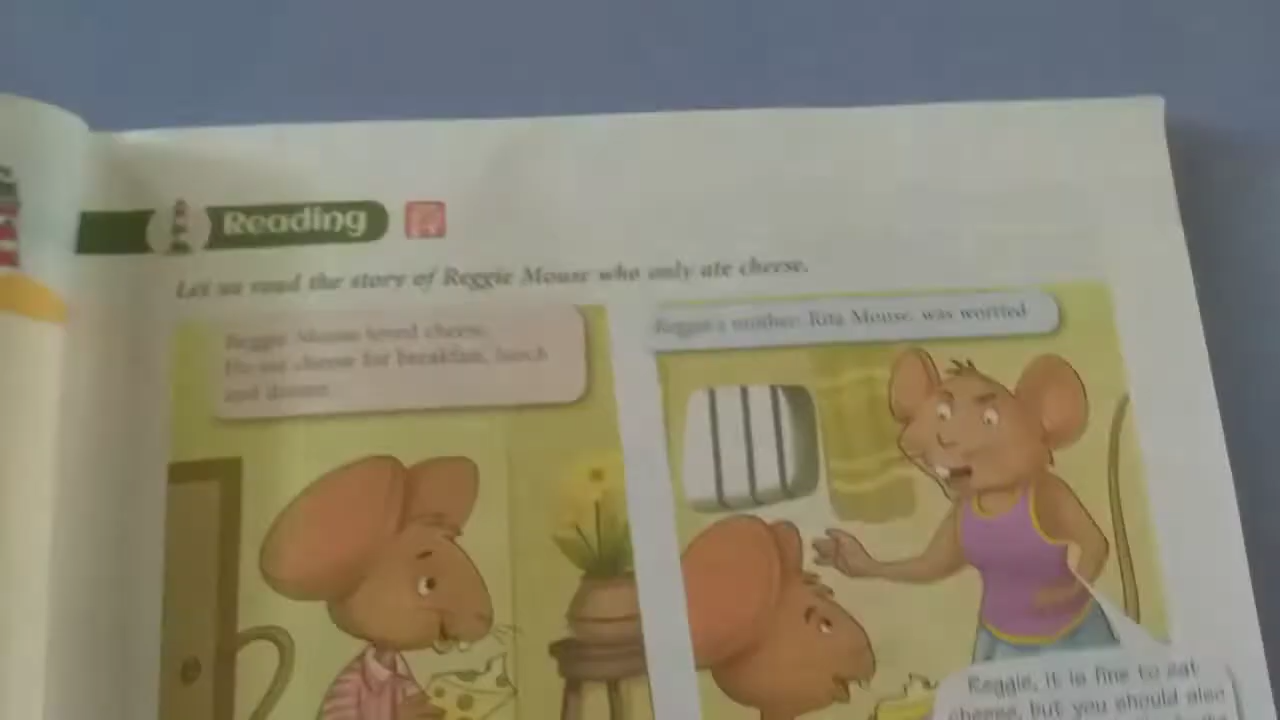 Reading
Let us read the story of Reggie Mouse who only ate cheese.
Reggie Mouse loved cheese.
He ate cheese for breakfast, lunch
and dinner.
Reggie's mother, Rita Mouse, was worried
Reggie, it is fine to eat
cheese, but you should also